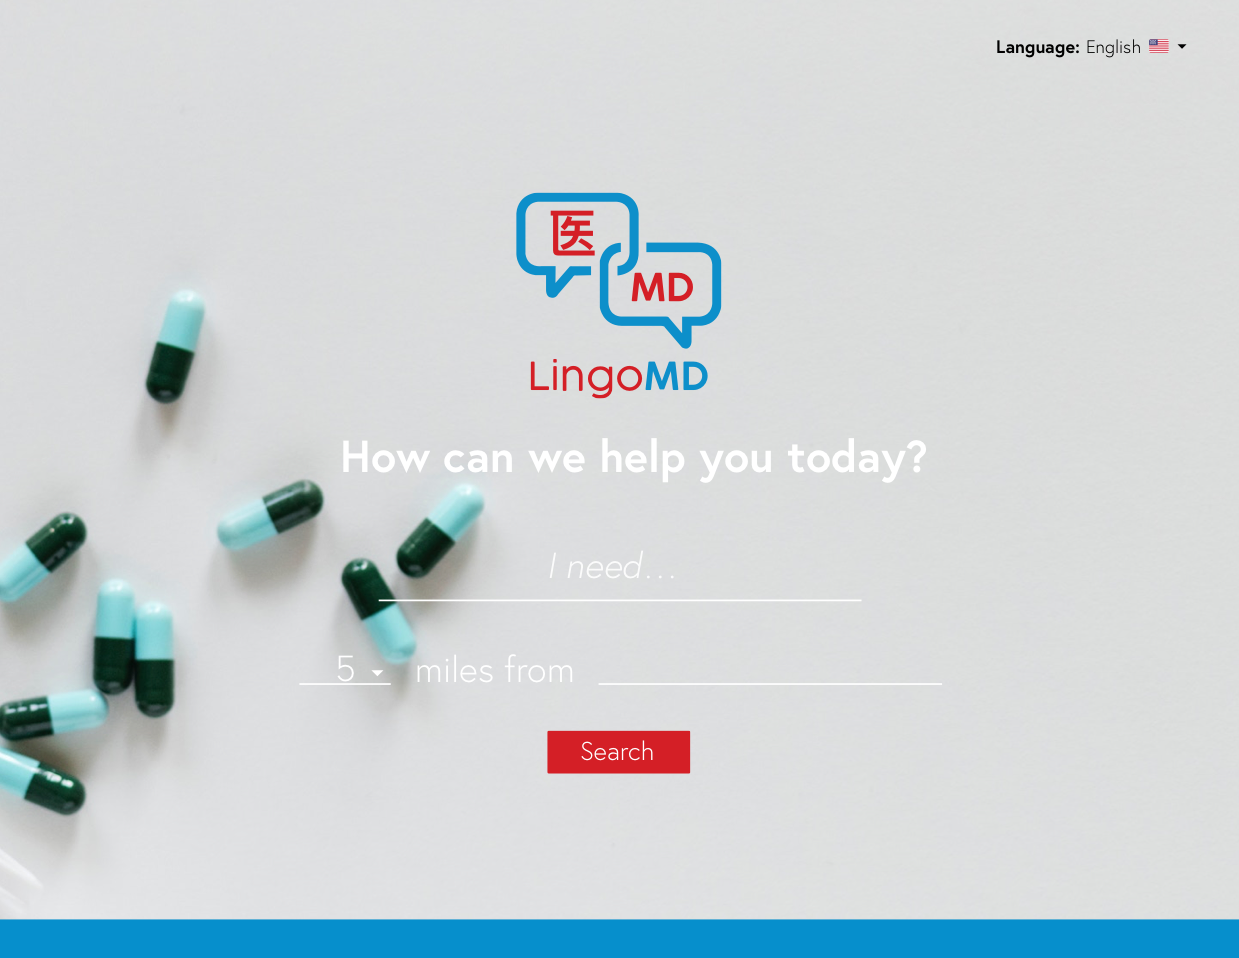 Language: English
医
MD
LingoMD
How can we help you today?
I need...
5 miles from
Search